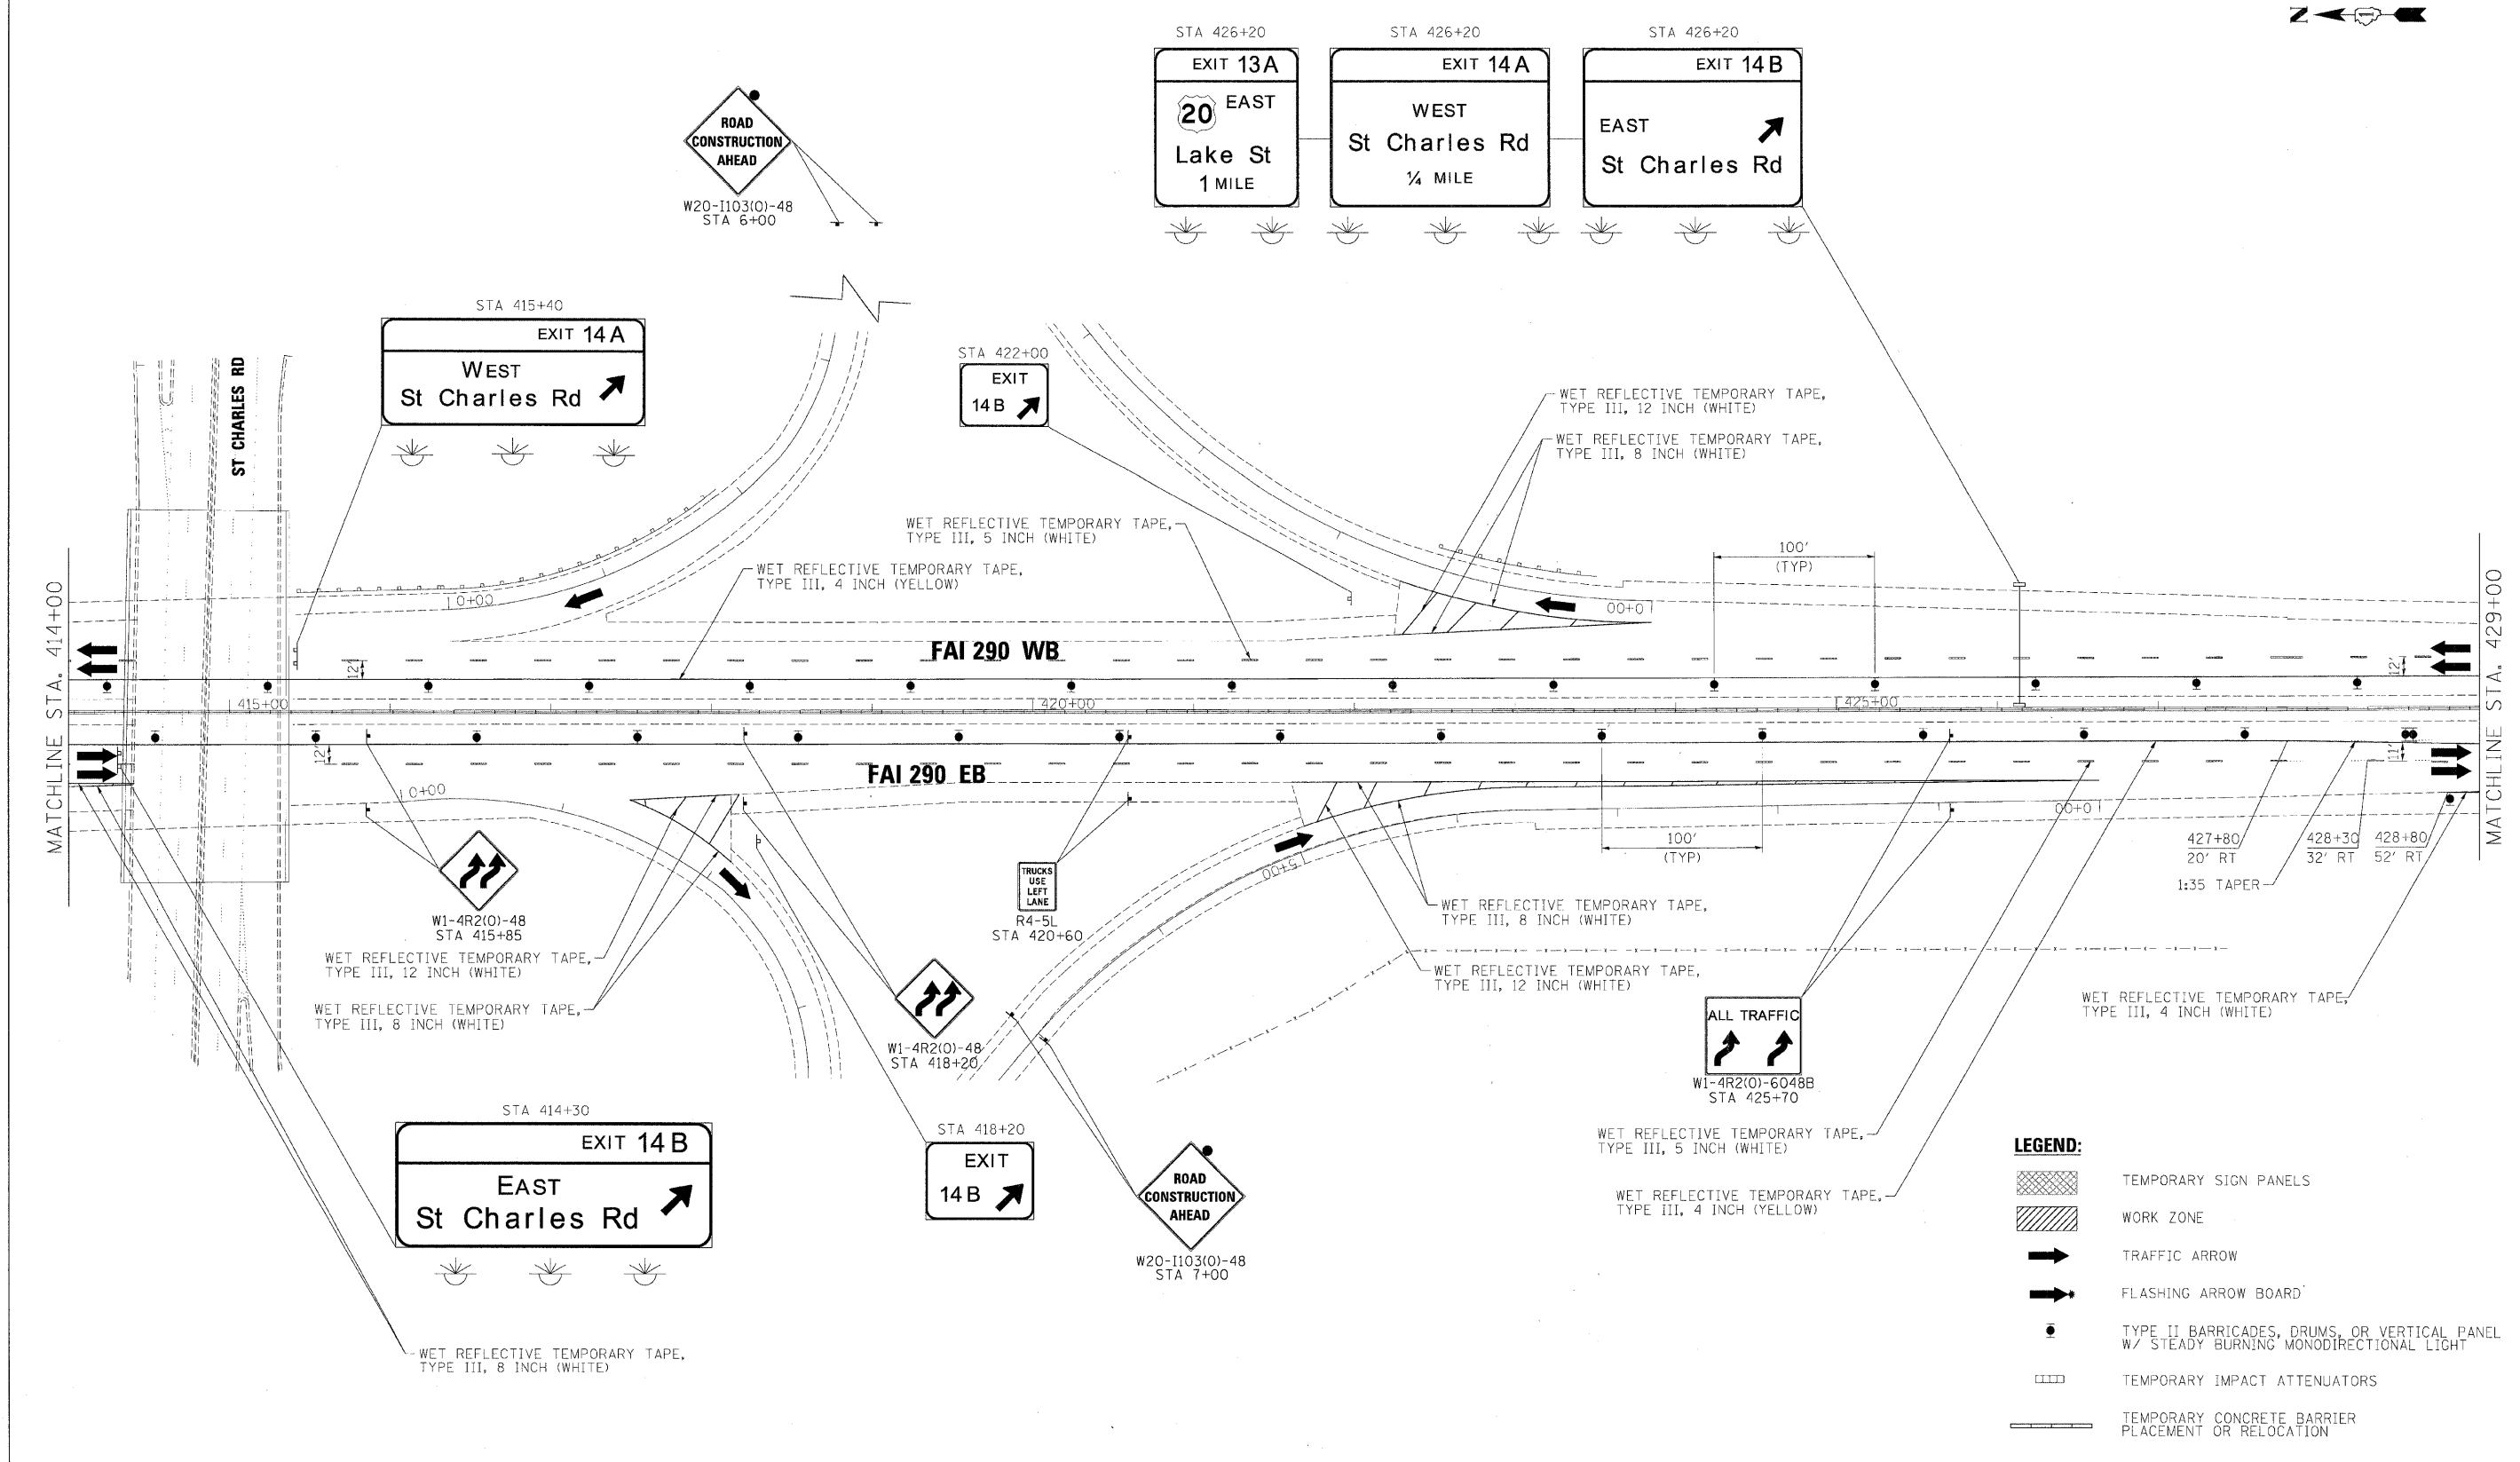 N
STA 426+20
STA 426+20
STA 426+20
EXIT 13A
20 EAST
Lake St
1 MILE
EXIT 14A
WEST
St Charles Rd
¼ MILE
EXIT 14B
EAST
St Charles Rd
ROAD
CONSTRUCTION
AHEAD
W20-I103(O)-48
STA 6+00
STA 415+40
EXIT 14A
WEST
St Charles Rd
ST CHARLES RD
STA 422+00
EXIT
14B
WET REFLECTIVE TEMPORARY TAPE,
TYPE III, 12 INCH (WHITE)
WET REFLECTIVE TEMPORARY TAPE,
TYPE III, 8 INCH (WHITE)
WET REFLECTIVE TEMPORARY TAPE,
TYPE III, 5 INCH (WHITE)
WET REFLECTIVE TEMPORARY TAPE,
TYPE III, 4 INCH (YELLOW)
100'
(TYP)
0+00
0+00
MATCHLINE STA. 414+00
MATCHLINE STA. 429+00
FAI 290 WB
12'
12'
415+00
420+00
425+00
12'
11'
FAI 290 EB
0+00
0+00
5+00
100'
(TYP)
427+80
20' RT
428+30
32' RT
428+80
52' RT
1:35 TAPER
W1-4R2(O)-48
STA 415+85
TRUCKS
USE
LEFT
LANE
R4-5L
STA 420+60
WET REFLECTIVE TEMPORARY TAPE,
TYPE III, 8 INCH (WHITE)
WET REFLECTIVE TEMPORARY TAPE,
TYPE III, 12 INCH (WHITE)
WET REFLECTIVE TEMPORARY TAPE,
TYPE III, 12 INCH (WHITE)
WET REFLECTIVE TEMPORARY TAPE,
TYPE III, 8 INCH (WHITE)
WET REFLECTIVE TEMPORARY TAPE,
TYPE III, 4 INCH (WHITE)
W1-4R2(O)-48
STA 418+20
ALL TRAFFIC
W1-4R2(O)-6048B
STA 425+70
STA 414+30
EXIT 14B
EAST
St Charles Rd
STA 418+20
EXIT
14B
ROAD
CONSTRUCTION
AHEAD
W20-I103(O)-48
STA 7+00
WET REFLECTIVE TEMPORARY TAPE,
TYPE III, 5 INCH (WHITE)
WET REFLECTIVE TEMPORARY TAPE,
TYPE III, 4 INCH (YELLOW)
WET REFLECTIVE TEMPORARY TAPE,
TYPE III, 8 INCH (WHITE)
LEGEND:
TEMPORARY SIGN PANELS
WORK ZONE
TRAFFIC ARROW
FLASHING ARROW BOARD
TYPE II BARRICADES, DRUMS, OR VERTICAL PANEL
W/ STEADY BURNING MONODIRECTIONAL LIGHT
TEMPORARY IMPACT ATTENUATORS
TEMPORARY CONCRETE BARRIER
PLACEMENT OR RELOCATION